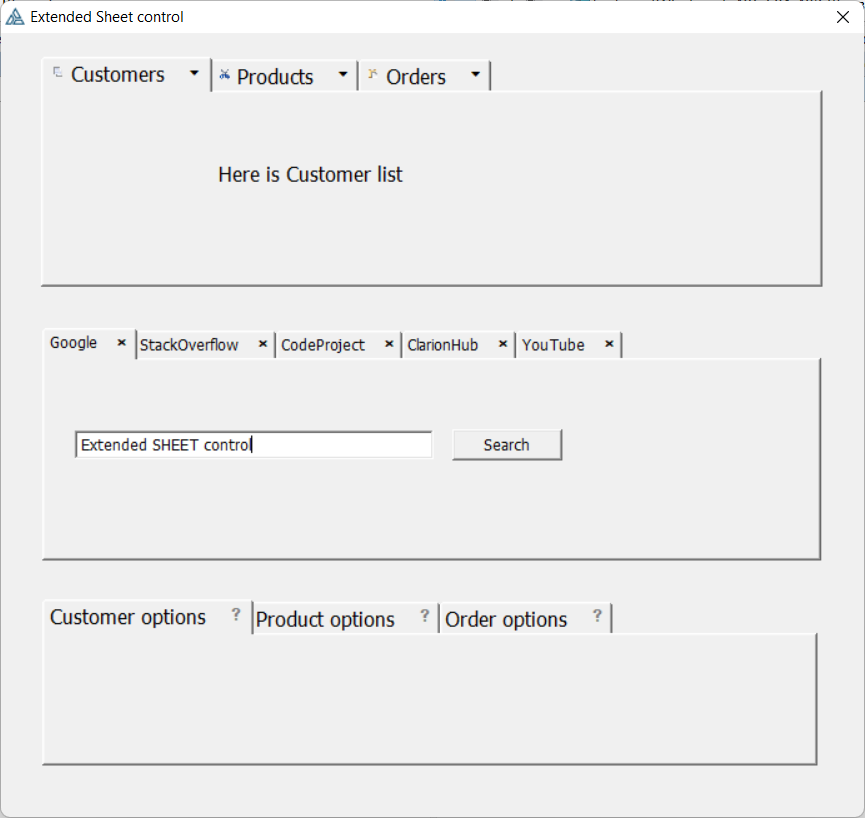 Extended Sheet control
Customers Products Orders
Here is Customer list
Google × StackOverflow × CodeProject × ClarionHub × YouTube ×
Extended SHEET control Search
Customer options ? Product options ? Order options ?